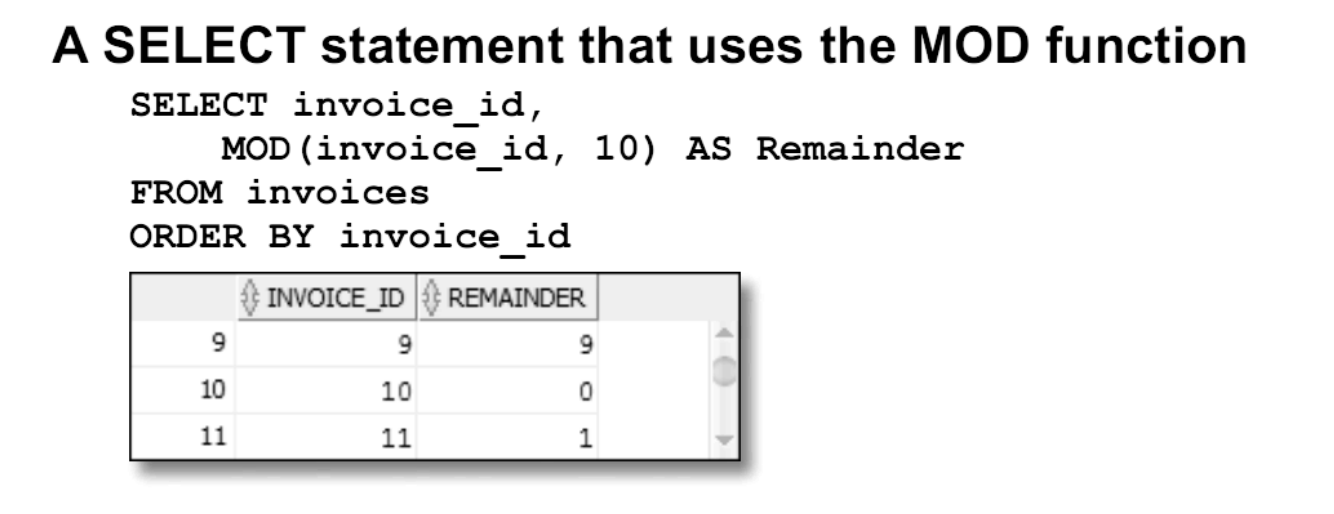 A SELECT statement that uses the MOD function
SELECT invoice_id,
MOD(invoice_id, 10) AS Remainder
FROM invoices
ORDER BY invoice_id
INVOICE_ID REMAINDER
9 9 9
10 10 0
11 11 1